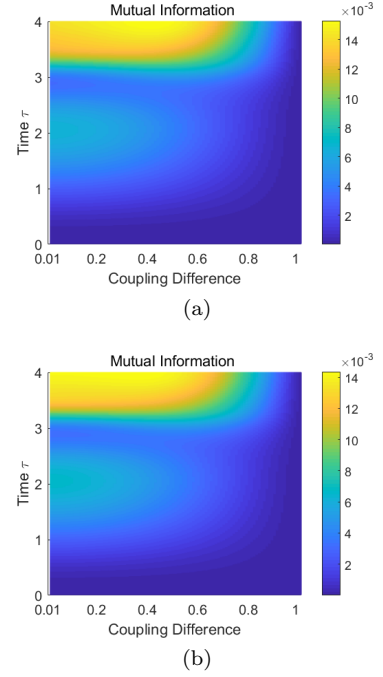 Mutual Information
×10⁻³
14
12
10
8
6
4
2
4
3
2
1
0
Time τ
0.01 0.2 0.4 0.6 0.8 1
Coupling Difference
(a)
Mutual Information
×10⁻³
14
12
10
8
6
4
2
4
3
2
1
0
Time τ
0.01 0.2 0.4 0.6 0.8 1
Coupling Difference
(b)